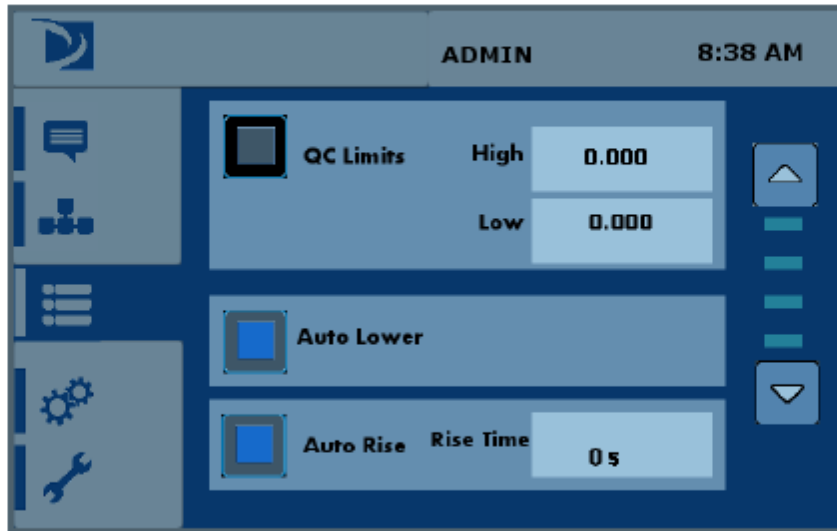 ADMIN 8:38 AM
QC Limits High 0.000
Low 0.000
Auto Lower
Auto Rise Rise Time 0 s